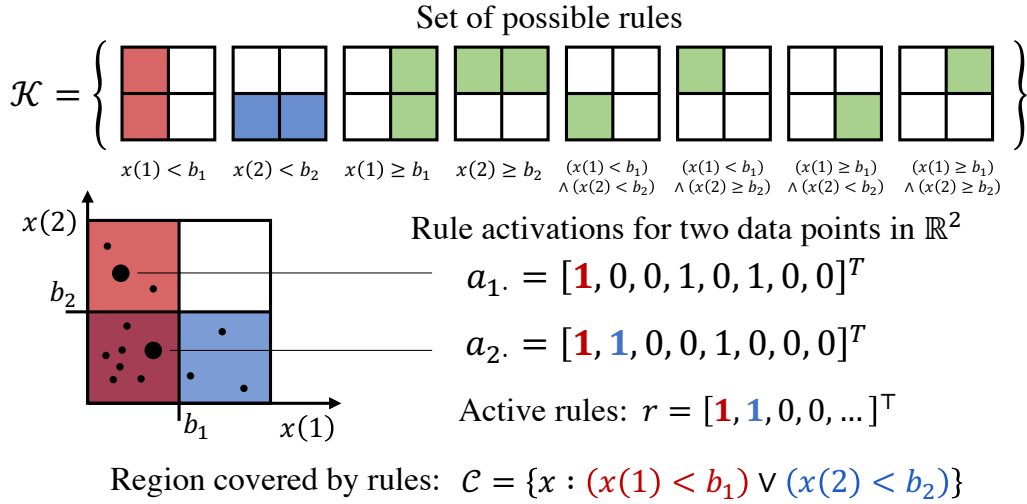 Set of possible rules
𝒦 = { }
x(1) < b₁ x(2) < b₂ x(1) ≥ b₁ x(2) ≥ b₂ (x(1) < b₁) ∧ (x(2) < b₂) (x(1) < b₁) ∧ (x(2) ≥ b₂) (x(1) ≥ b₁) ∧ (x(2) < b₂) (x(1) ≥ b₁) ∧ (x(2) ≥ b₂)
x(2)
Rule activations for two data points in ℝ²
a₁. = [1, 0, 0, 1, 0, 1, 0, 0]ᵀ
b₂
a₂. = [1, 1, 0, 0, 1, 0, 0, 0]ᵀ
Active rules: r = [1, 1, 0, 0, … ]^⊤
b₁ x(1)
Region covered by rules: 𝒞 = {x : (x(1) < b₁) ∨ (x(2) < b₂)}